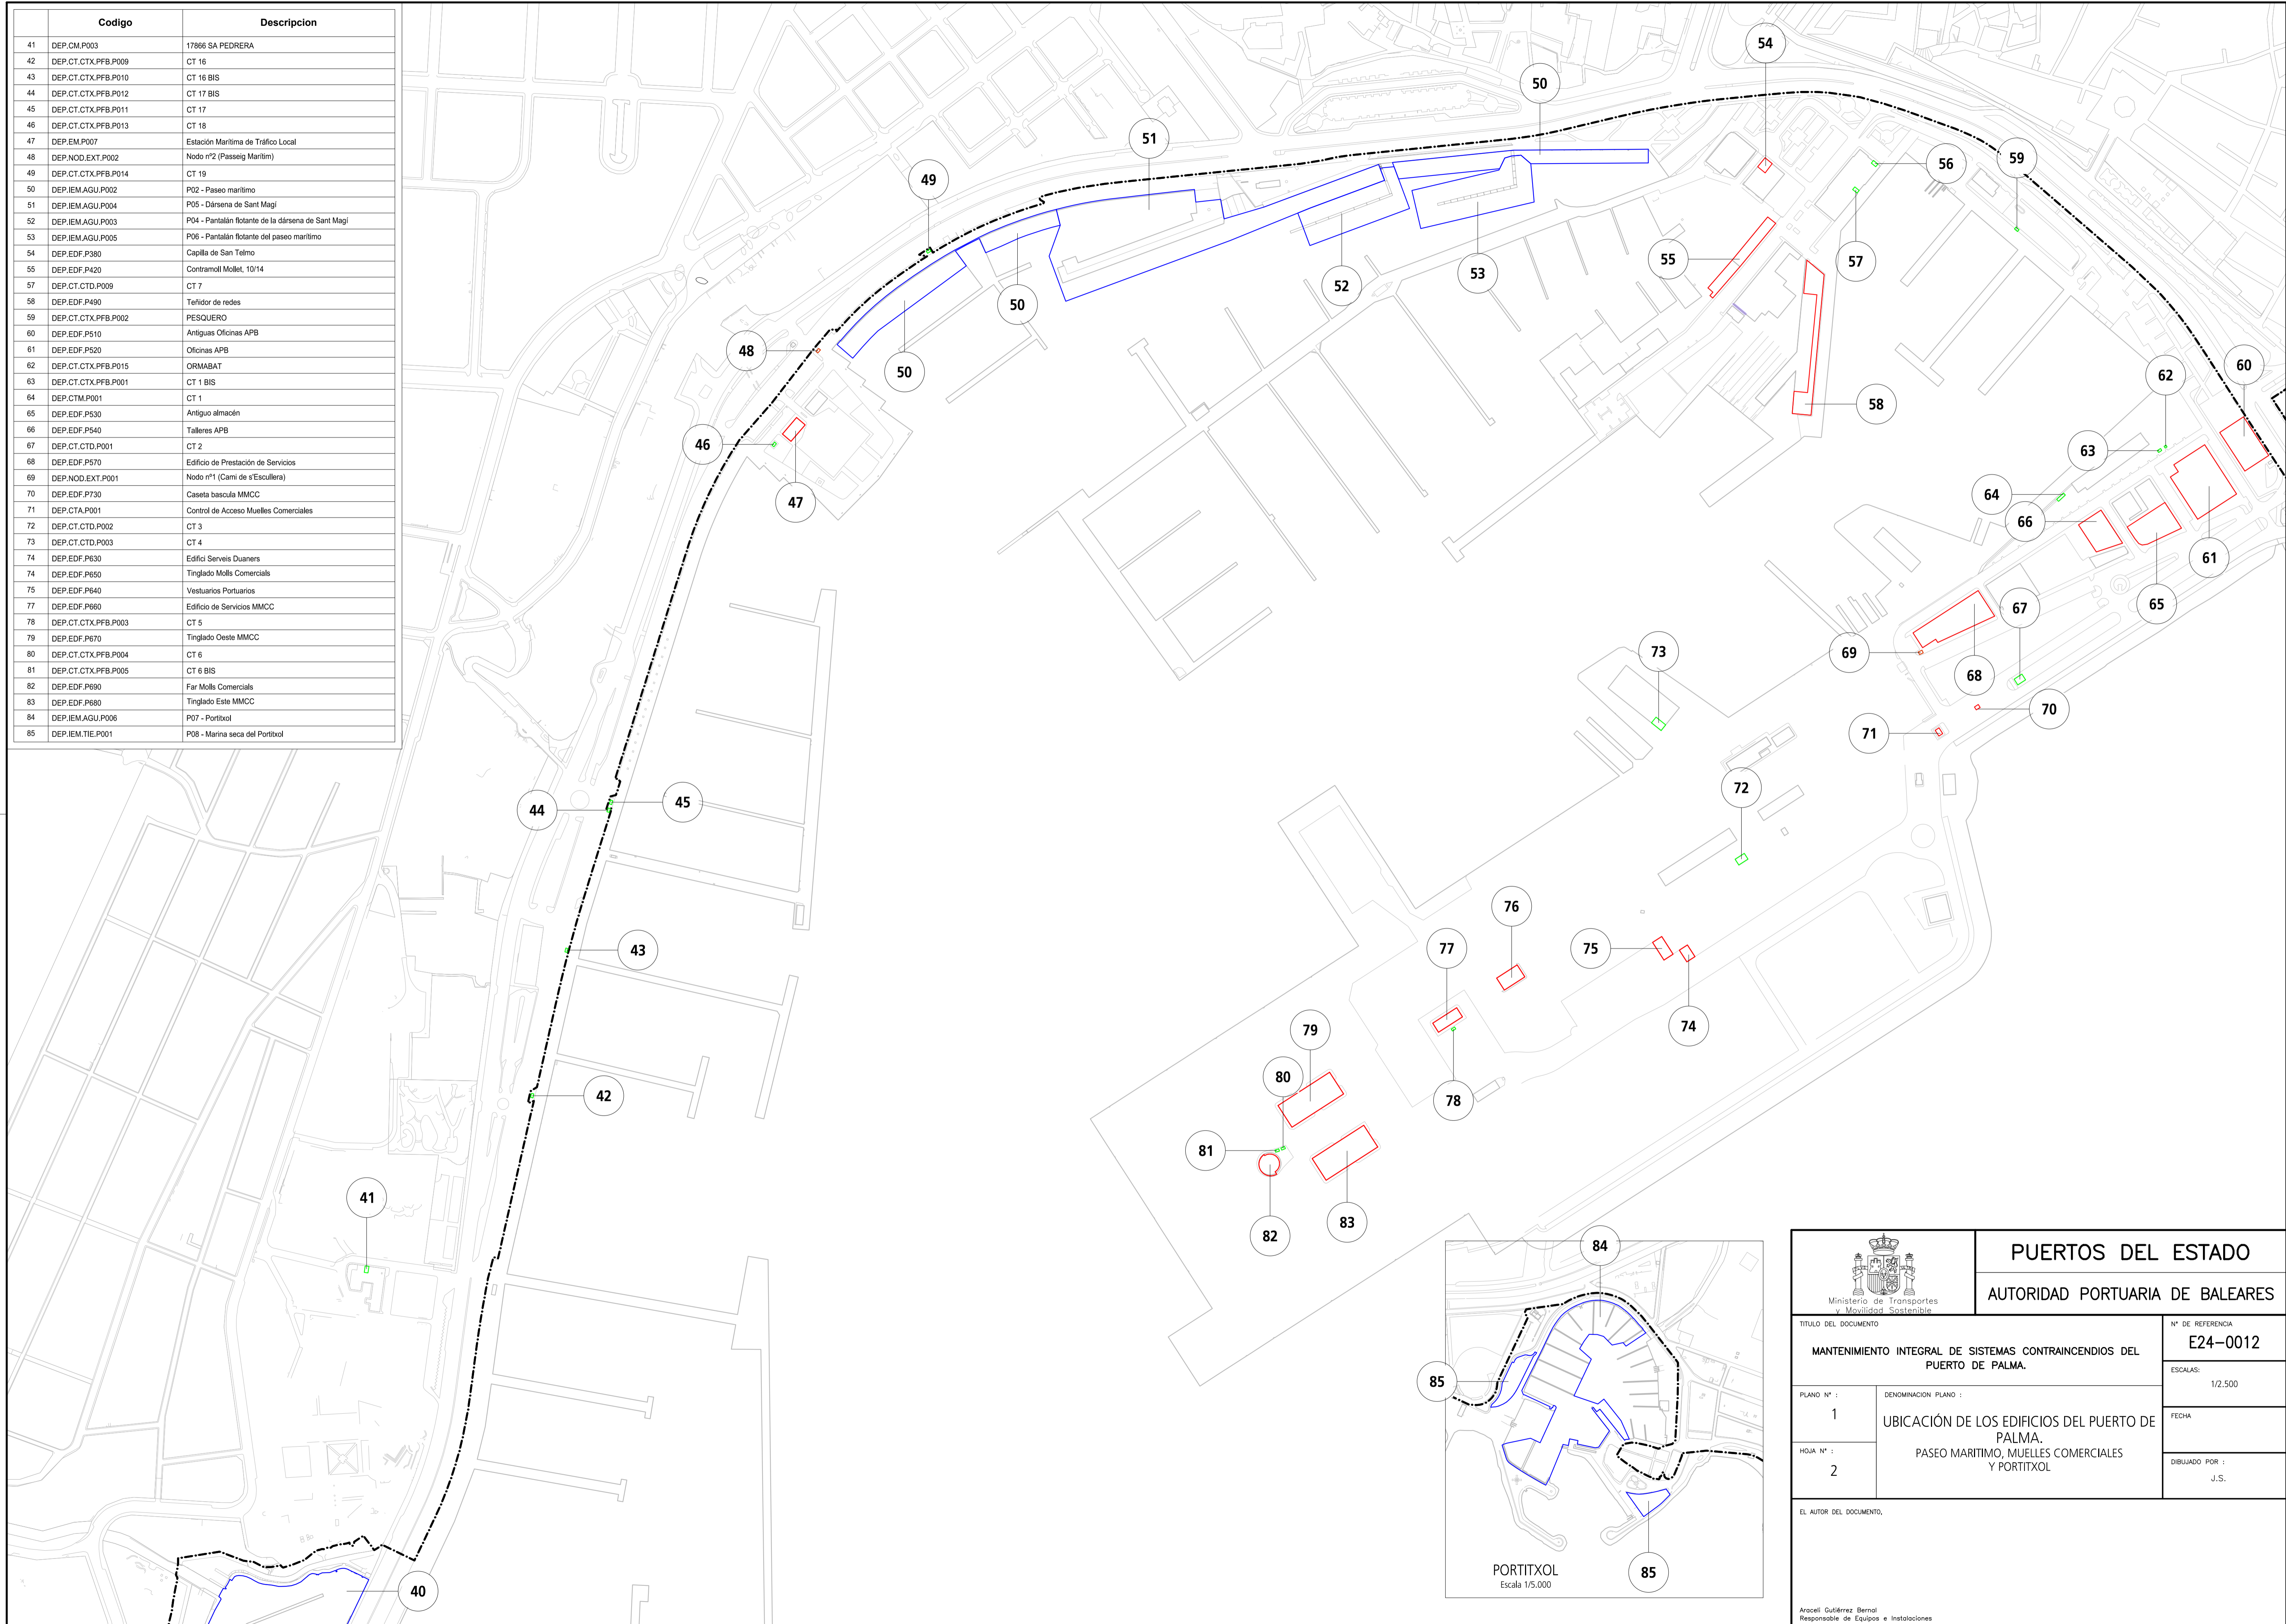 Codigo Descripcion
41 DEP.CM.P003 17866 SA PEDRERA
42 DEP.CT.CTX.PFB.P009 CT 16
43 DEP.CT.CTX.PFB.P010 CT 16 BIS
44 DEP.CT.CTX.PFB.P012 CT 17 BIS
45 DEP.CT.CTX.PFB.P011 CT 17
46 DEP.CT.CTX.PFB.P013 CT 18
47 DEP.EM.P007 Estación Marítima de Tráfico Local
48 DEP.NOD.EXT.P002 Nodo nº2 (Passeig Marítim)
49 DEP.CT.CTX.PFB.P014 CT 19
50 DEP.IEM.AGU.P002 P02 - Paseo marítimo
51 DEP.IEM.AGU.P004 P05 - Dársena de Sant Magí
52 DEP.IEM.AGU.P003 P04 - Pantalán flotante de la dársena de Sant Magí
53 DEP.IEM.AGU.P005 P06 - Pantalán flotante del paseo marítimo
54 DEP.EDF.P380 Capilla de San Telmo
55 DEP.EDF.P420 Contramoll Mollet, 10/14
57 DEP.CT.CTD.P009 CT 7
58 DEP.EDF.P490 Teñidor de redes
59 DEP.CT.CTX.PFB.P002 PESQUERO
60 DEP.EDF.P510 Antiguas Oficinas APB
61 DEP.EDF.P520 Oficinas APB
62 DEP.CT.CTX.PFB.P015 ORMABAT
63 DEP.CT.CTX.PFB.P001 CT 1 BIS
64 DEP.CTM.P001 CT 1
65 DEP.EDF.P530 Antiguo almacén
66 DEP.EDF.P540 Talleres APB
67 DEP.CT.CTD.P001 CT 2
68 DEP.EDF.P570 Edificio de Prestación de Servicios
69 DEP.NOD.EXT.P001 Nodo nº1 (Cami de s'Escullera)
70 DEP.EDF.P730 Caseta bascula MMCC
71 DEP.CTA.P001 Control de Acceso Muelles Comerciales
72 DEP.CT.CTD.P002 CT 3
73 DEP.CT.CTD.P003 CT 4
74 DEP.EDF.P630 Edifici Serveis Duaners
74 DEP.EDF.P650 Tinglado Molls Comercials
75 DEP.EDF.P640 Vestuarios Portuarios
77 DEP.EDF.P660 Edificio de Servicios MMCC
78 DEP.CT.CTX.PFB.P003 CT 5
79 DEP.EDF.P670 Tinglado Oeste MMCC
80 DEP.CT.CTX.PFB.P004 CT 6
81 DEP.CT.CTX.PFB.P005 CT 6 BIS
82 DEP.EDF.P690 Far Molls Comercials
83 DEP.EDF.P680 Tinglado Este MMCC
84 DEP.IEM.AGU.P006 P07 - Portitxol
85 DEP.IEM.TIE.P001 P08 - Marina seca del Portitxol
54
50
51
59
56
49
55
57
53
52
50
48
50
60
62
58
46
63
47
64
66
61
67
65
73
69
68
70
71
72
44
45
76
43
77
75
79
74
80
42
78
81
41
83
82
84
85
85
40
PORTITXOL
Escala 1/5.000
Ministerio de Transportes
y Movilidad Sostenible
PUERTOS DEL ESTADO
AUTORIDAD PORTUARIA DE BALEARES
TITULO DEL DOCUMENTO
MANTENIMIENTO INTEGRAL DE SISTEMAS CONTRAINCENDIOS DEL
PUERTO DE PALMA.
Nº DE REFERENCIA
E24-0012
ESCALAS:
1/2.500
PLANO Nº :
1
DENOMINACION PLANO :
UBICACIÓN DE LOS EDIFICIOS DEL PUERTO DE
PALMA.
PASEO MARITIMO, MUELLES COMERCIALES
Y PORTITXOL
FECHA
HOJA Nº :
2
DIBUJADO POR :
J.S.
EL AUTOR DEL DOCUMENTO,
Araceli Gutiérrez Bernal
Responsable de Equipos e Instalaciones